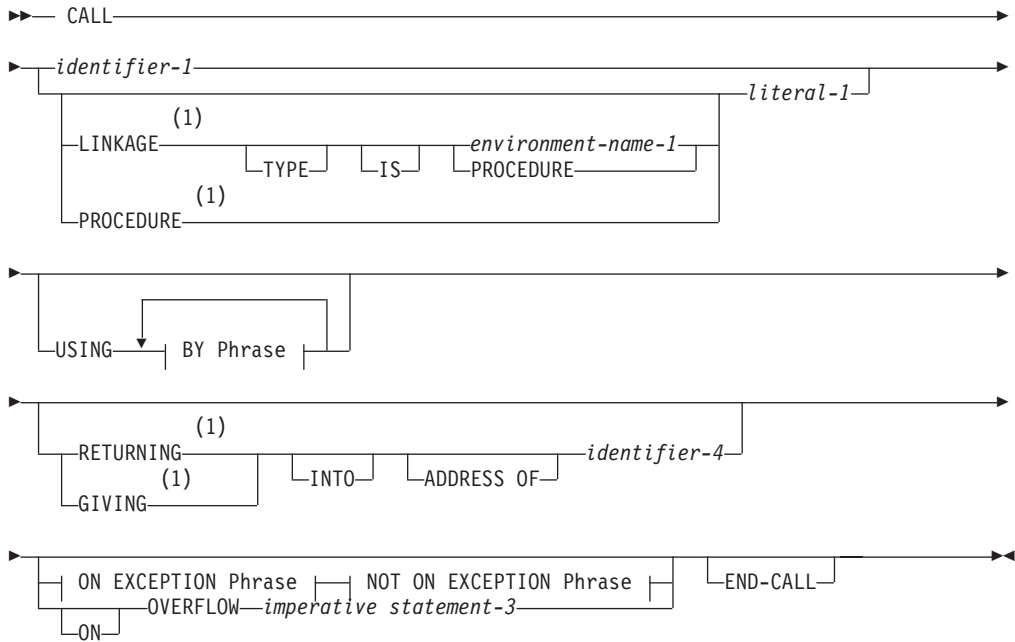 CALL
identifier-1
literal-1
(1)
LINKAGE environment-name-1
TYPE IS PROCEDURE
(1)
PROCEDURE
USING BY Phrase
(1)
RETURNING identifier-4
(1) INTO ADDRESS OF
GIVING
ON EXCEPTION Phrase NOT ON EXCEPTION Phrase END-CALL
OVERFLOW imperative statement-3
ON